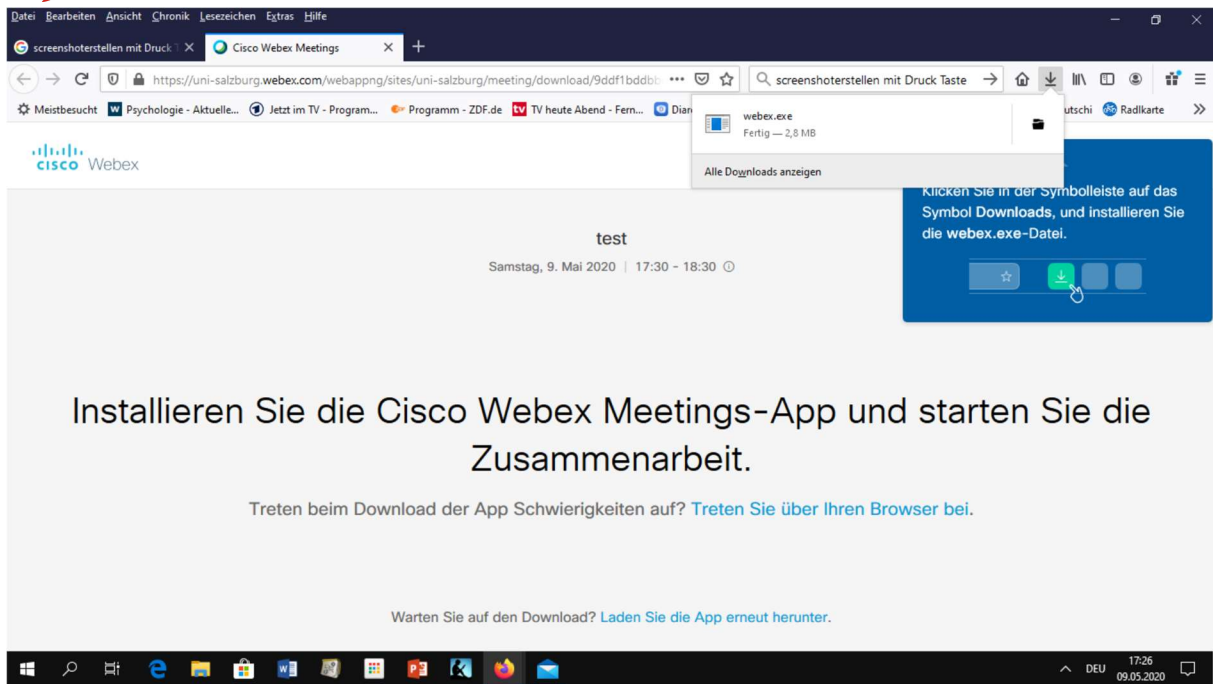 Datei Bearbeiten Ansicht Chronik Lesezeichen Extras Hilfe
screenshoterstellen mit Druck T
Cisco Webex Meetings
https://uni-salzburg.webex.com/webappng/sites/uni-salzburg/meeting/download/9ddf1bddbb
screenshoterstellen mit Druck Taste
Meistbesucht
Psychologie - Aktuelle...
Jetzt im TV - Program...
Programm - ZDF.de
TV heute Abend - Fern...
Radlkarte
webex.exe
Fertig — 2,8 MB
Alle Downloads anzeigen
CISCO Webex
Klicken Sie in der Symbolleiste auf das
Symbol Downloads, und installieren Sie
die webex.exe-Datei.
test
Samstag, 9. Mai 2020 | 17:30 - 18:30
Installieren Sie die Cisco Webex Meetings-App und starten Sie die
Zusammenarbeit.
Treten beim Download der App Schwierigkeiten auf? Treten Sie über Ihren Browser bei.
Warten Sie auf den Download? Laden Sie die App erneut herunter.
DEU
17:26
09.05.2020